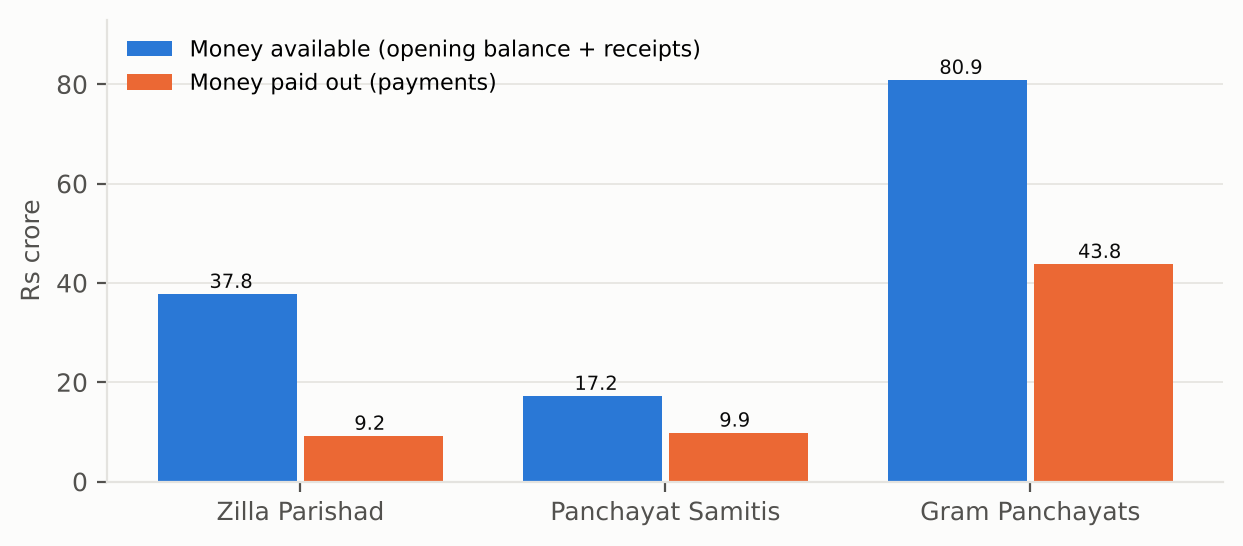 Money available (opening balance + receipts)
Money paid out (payments)
Rs crore
80
60
40
20
0
37.8
9.2
17.2
9.9
80.9
43.8
Zilla Parishad
Panchayat Samitis
Gram Panchayats